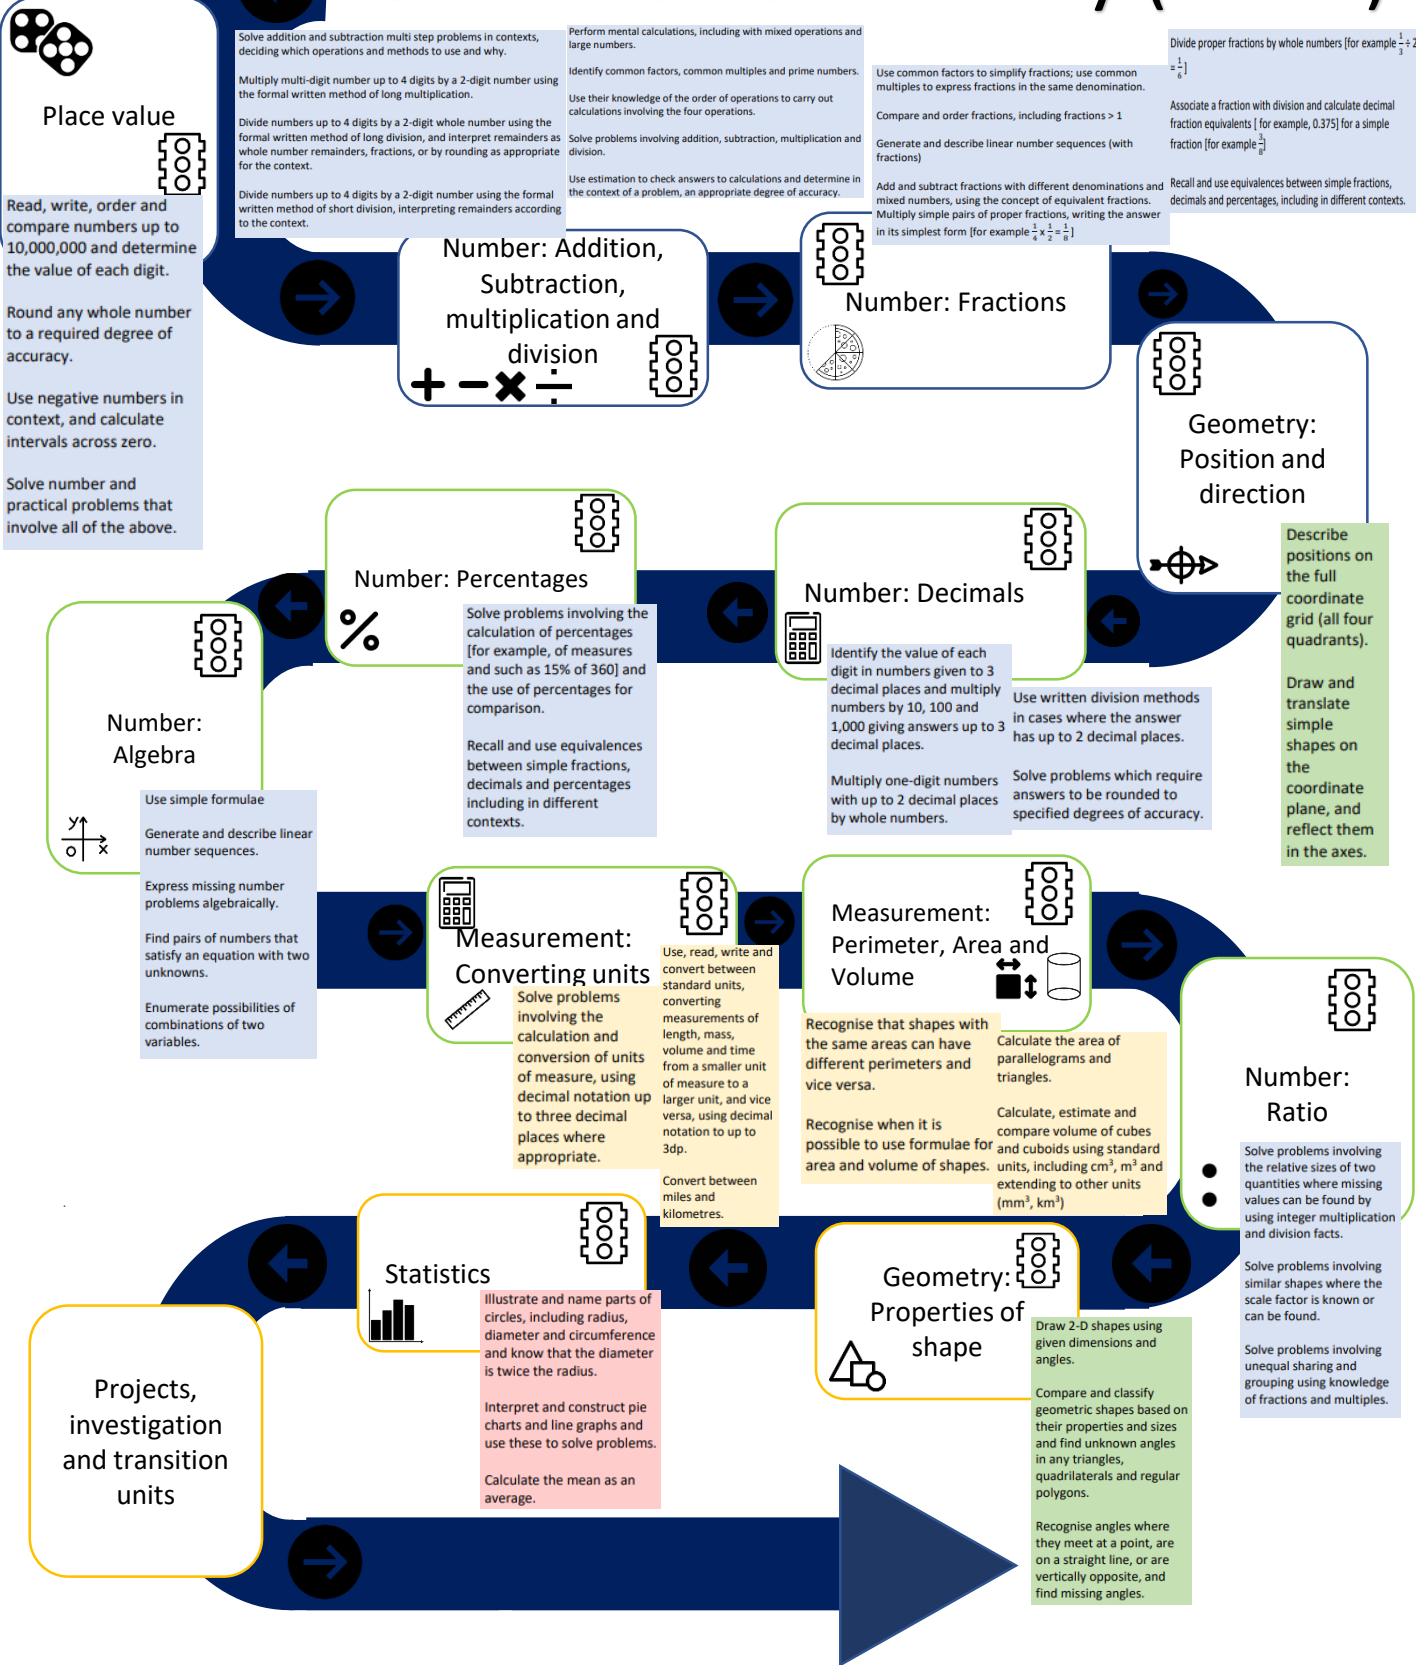 Place value
Read, write, order and
compare numbers up to
10,000,000 and determine
the value of each digit.
Round any whole number
to a required degree of
accuracy.
Use negative numbers in
context, and calculate
intervals across zero.
Solve number and
practical problems that
involve all of the above.
Solve addition and subtraction multi step problems in contexts,
deciding which operations and methods to use and why.
Multiply multi-digit number up to 4 digits by a 2-digit number using
the formal written method of long multiplication.
Divide numbers up to 4 digits by a 2-digit whole number using the
formal written method of long division, and interpret remainders as
whole number remainders, fractions, or by rounding as appropriate
for the context.
Divide numbers up to 4 digits by a 2-digit number using the formal
written method of short division, interpreting remainders according
to the context.
Perform mental calculations, including with mixed operations and
large numbers.
Identify common factors, common multiples and prime numbers.
Use their knowledge of the order of operations to carry out
calculations involving the four operations.
Solve problems involving addition, subtraction, multiplication and
division.
Use estimation to check answers to calculations and determine in
the context of a problem, an appropriate degree of accuracy.
Number: Addition,
Subtraction,
multiplication and
division
Use common factors to simplify fractions; use common
multiples to express fractions in the same denomination.
Compare and order fractions, including fractions > 1
Generate and describe linear number sequences (with
fractions)
Add and subtract fractions with different denominations and
mixed numbers, using the concept of equivalent fractions.
Multiply simple pairs of proper fractions, writing the answer
in its simplest form [for example 1/4 x 1/2 = 1/8 ]
Divide proper fractions by whole numbers [for example 1/3 ÷ 2
= 1/6 ]
Associate a fraction with division and calculate decimal
fraction equivalents [ for example, 0.375] for a simple
fraction [for example 3/8]
Recall and use equivalences between simple fractions,
decimals and percentages, including in different contexts.
Number: Fractions
Geometry:
Position and
direction
Describe
positions on
the full
coordinate
grid (all four
quadrants).
Draw and
translate
simple
shapes on
the
coordinate
plane, and
reflect them
in the axes.
Number: Decimals
Identify the value of each
digit in numbers given to 3
decimal places and multiply
numbers by 10, 100 and
1,000 giving answers up to 3
decimal places.
Multiply one-digit numbers
with up to 2 decimal places
by whole numbers.
Use written division methods
in cases where the answer
has up to 2 decimal places.
Solve problems which require
answers to be rounded to
specified degrees of accuracy.
Number: Percentages
%
Solve problems involving the
calculation of percentages
[for example, of measures
and such as 15% of 360] and
the use of percentages for
comparison.
Recall and use equivalences
between simple fractions,
decimals and percentages
including in different
contexts.
Number:
Algebra
y
0 x
Use simple formulae
Generate and describe linear
number sequences.
Express missing number
problems algebraically.
Find pairs of numbers that
satisfy an equation with two
unknowns.
Enumerate possibilities of
combinations of two
variables.
Measurement:
Converting units
Solve problems
involving the
calculation and
conversion of units
of measure, using
decimal notation up
to three decimal
places where
appropriate.
Use, read, write and
convert between
standard units,
converting
measurements of
length, mass,
volume and time
from a smaller unit
of measure to a
larger unit, and vice
versa, using decimal
notation to up to
3dp.
Convert between
miles and
kilometres.
Measurement:
Perimeter, Area and
Volume
Recognise that shapes with
the same areas can have
different perimeters and
vice versa.
Recognise when it is
possible to use formulae for
area and volume of shapes.
Calculate the area of
parallelograms and
triangles.
Calculate, estimate and
compare volume of cubes
and cuboids using standard
units, including cm³, m³ and
extending to other units
(mm³, km³)
Number:
Ratio
Solve problems involving
the relative sizes of two
quantities where missing
values can be found by
using integer multiplication
and division facts.
Solve problems involving
similar shapes where the
scale factor is known or
can be found.
Solve problems involving
unequal sharing and
grouping using knowledge
of fractions and multiples.
Geometry:
Properties of
shape
Draw 2-D shapes using
given dimensions and
angles.
Compare and classify
geometric shapes based on
their properties and sizes
and find unknown angles
in any triangles,
quadrilaterals and regular
polygons.
Recognise angles where
they meet at a point, are
on a straight line, or are
vertically opposite, and
find missing angles.
Statistics
Illustrate and name parts of
circles, including radius,
diameter and circumference
and know that the diameter
is twice the radius.
Interpret and construct pie
charts and line graphs and
use these to solve problems.
Calculate the mean as an
average.
Projects,
investigation
and transition
units